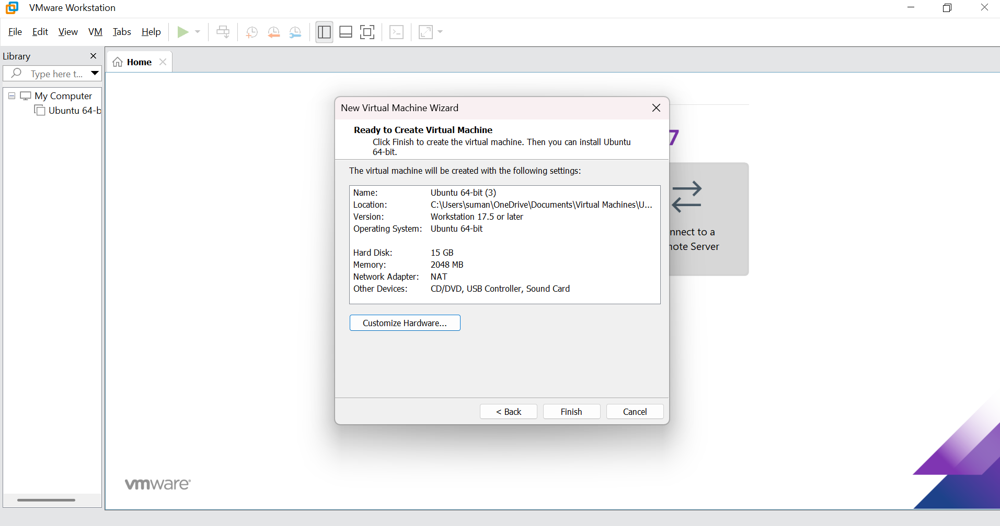 VMware Workstation
File Edit View VM Tabs Help
Library
Home
Type here t...
My Computer
Ubuntu 64-b
New Virtual Machine Wizard
Ready to Create Virtual Machine
Click Finish to create the virtual machine. Then you can install Ubuntu
64-bit.
7
The virtual machine will be created with the following settings:
Name: Ubuntu 64-bit (3)
Location: C:\Users\suman\OneDrive\Documents\Virtual Machines\U...
Version: Workstation 17.5 or later
Operating System: Ubuntu 64-bit
Hard Disk: 15 GB
Memory: 2048 MB
Network Adapter: NAT
Other Devices: CD/DVD, USB Controller, Sound Card
nnect to a
note Server
Customize Hardware...
< Back
Finish
Cancel
vmware®